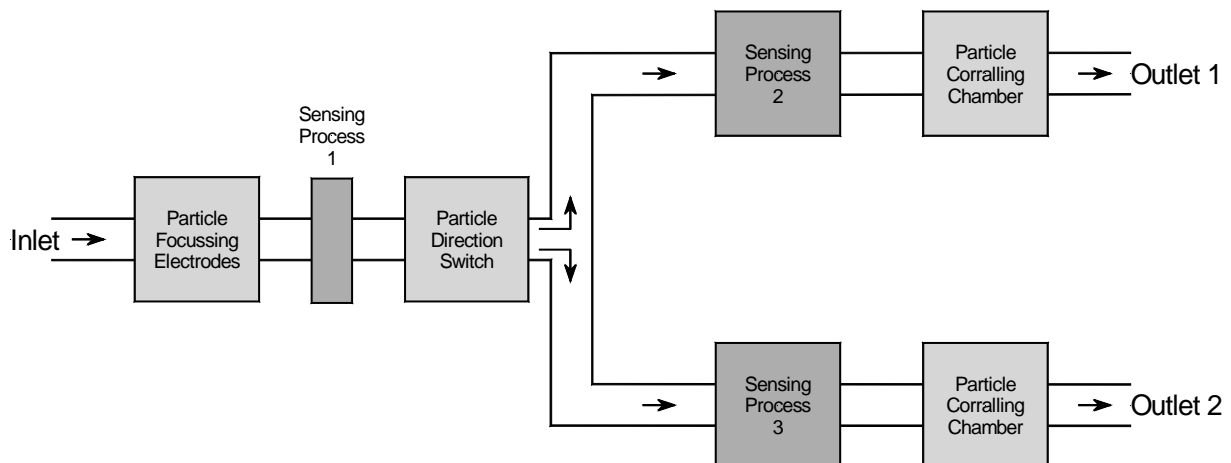 Inlet
Particle
Focussing
Electrodes
Sensing
Process
1
Particle
Direction
Switch
Sensing
Process
2
Particle
Corralling
Chamber
Outlet 1
Sensing
Process
3
Particle
Corralling
Chamber
Outlet 2